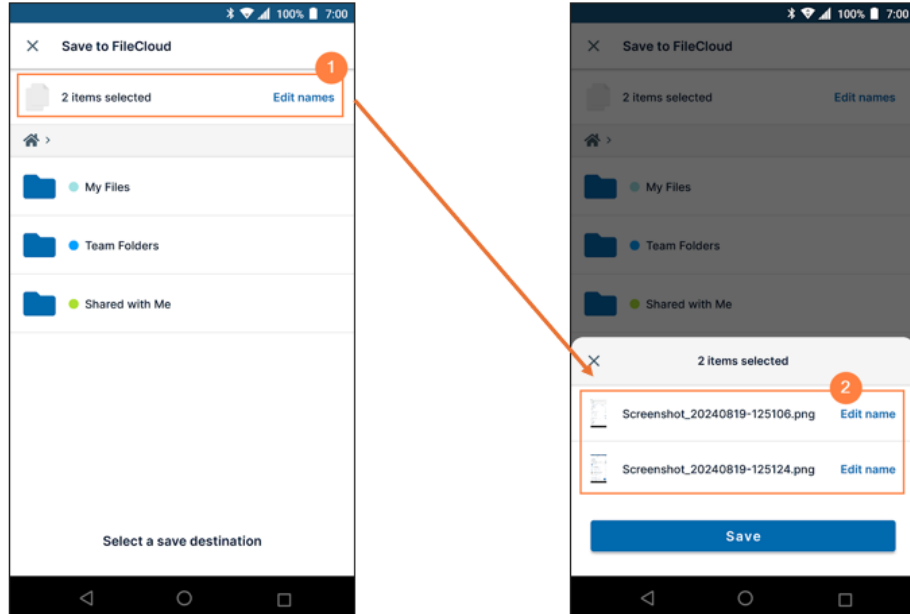 100% 7:00
Save to FileCloud
1
2 items selected Edit names
My Files
Team Folders
Shared with Me
Select a save destination
100% 7:00
Save to FileCloud
2 items selected Edit names
My Files
Team Folders
Shared with Me
2 items selected
2
Screenshot_20240819-125106.png Edit name
Screenshot_20240819-125124.png Edit name
Save